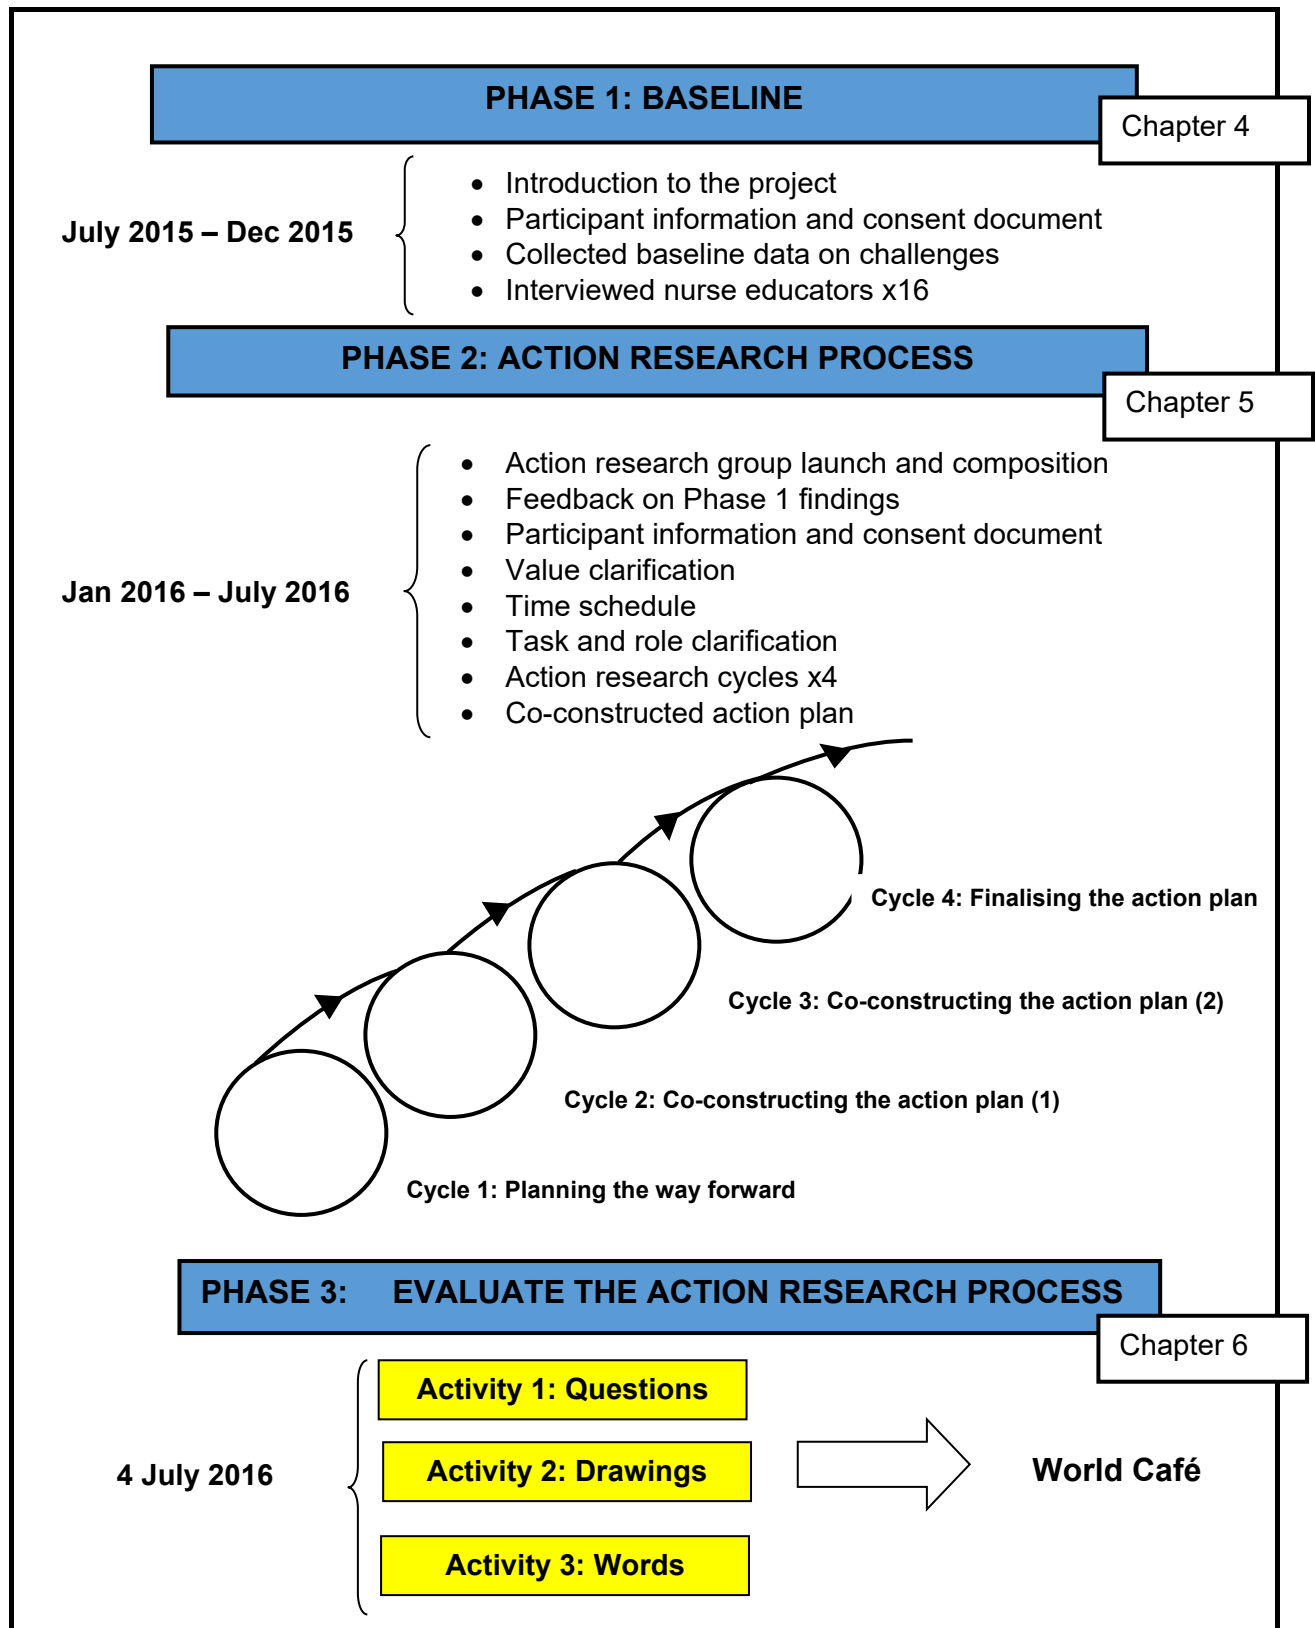 PHASE 1: BASELINE
Chapter 4
July 2015 – Dec 2015
• Introduction to the project
• Participant information and consent document
• Collected baseline data on challenges
• Interviewed nurse educators x16
PHASE 2: ACTION RESEARCH PROCESS
Chapter 5
Jan 2016 – July 2016
• Action research group launch and composition
• Feedback on Phase 1 findings
• Participant information and consent document
• Value clarification
• Time schedule
• Task and role clarification
• Action research cycles x4
• Co-constructed action plan
Cycle 4: Finalising the action plan
Cycle 3: Co-constructing the action plan (2)
Cycle 2: Co-constructing the action plan (1)
Cycle 1: Planning the way forward
PHASE 3: EVALUATE THE ACTION RESEARCH PROCESS
Chapter 6
4 July 2016
Activity 1: Questions
Activity 2: Drawings
Activity 3: Words
World Café